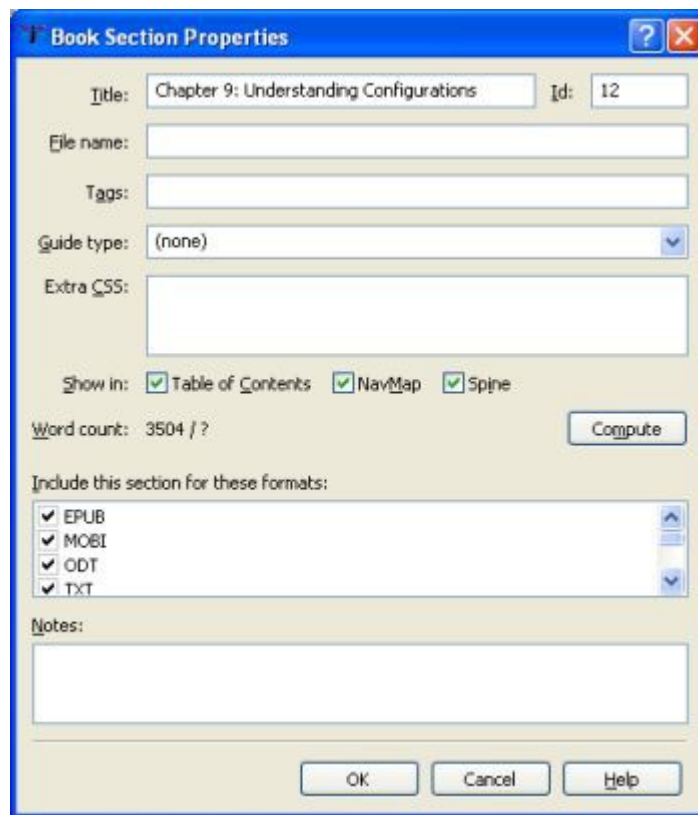 Book Section Properties
Title: Chapter 9: Understanding Configurations Id: 12
File name:
Tags:
Guide type: (none)
Extra CSS:
Show in: Table of Contents NavMap Spine
Word count: 3504 / ? Compute
Include this section for these formats:
EPUB
MOBI
ODT
TXT
Notes:
OK Cancel Help